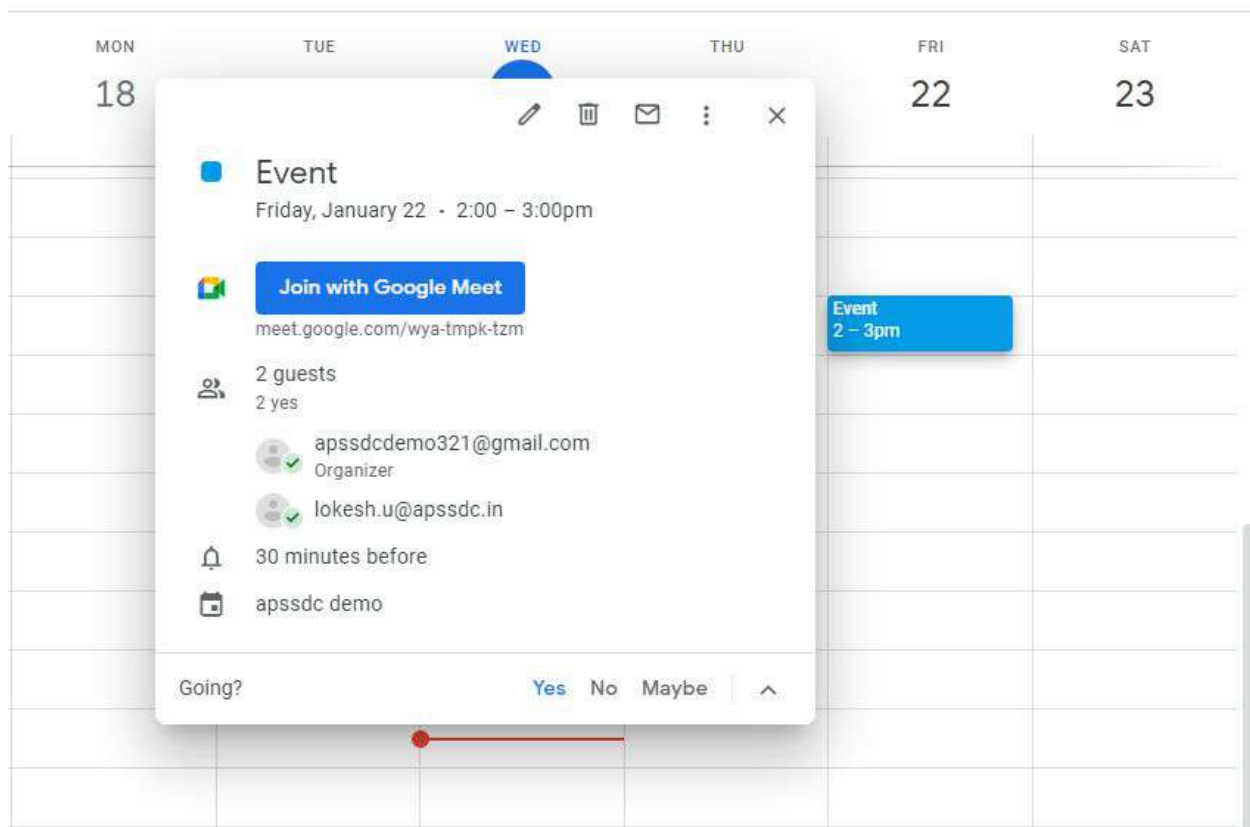 MON TUE WED THU FRI SAT
18 22 23
Event
Friday, January 22 • 2:00 – 3:00pm
Join with Google Meet
meet.google.com/wya-tmpk-tzm
2 guests
2 yes
apssdcdemo321@gmail.com
Organizer
lokesh.u@apssdc.in
30 minutes before
apssdc demo
Going? Yes No Maybe
Event
2 – 3pm